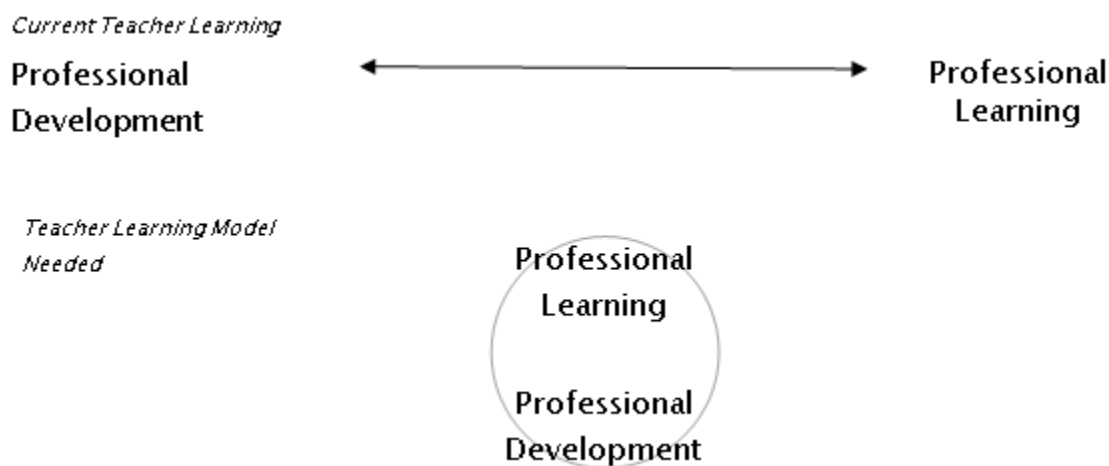 Current Teacher Learning
Professional
Development
Professional
Learning
Teacher Learning Model
Needed
Professional
Learning
Professional
Development